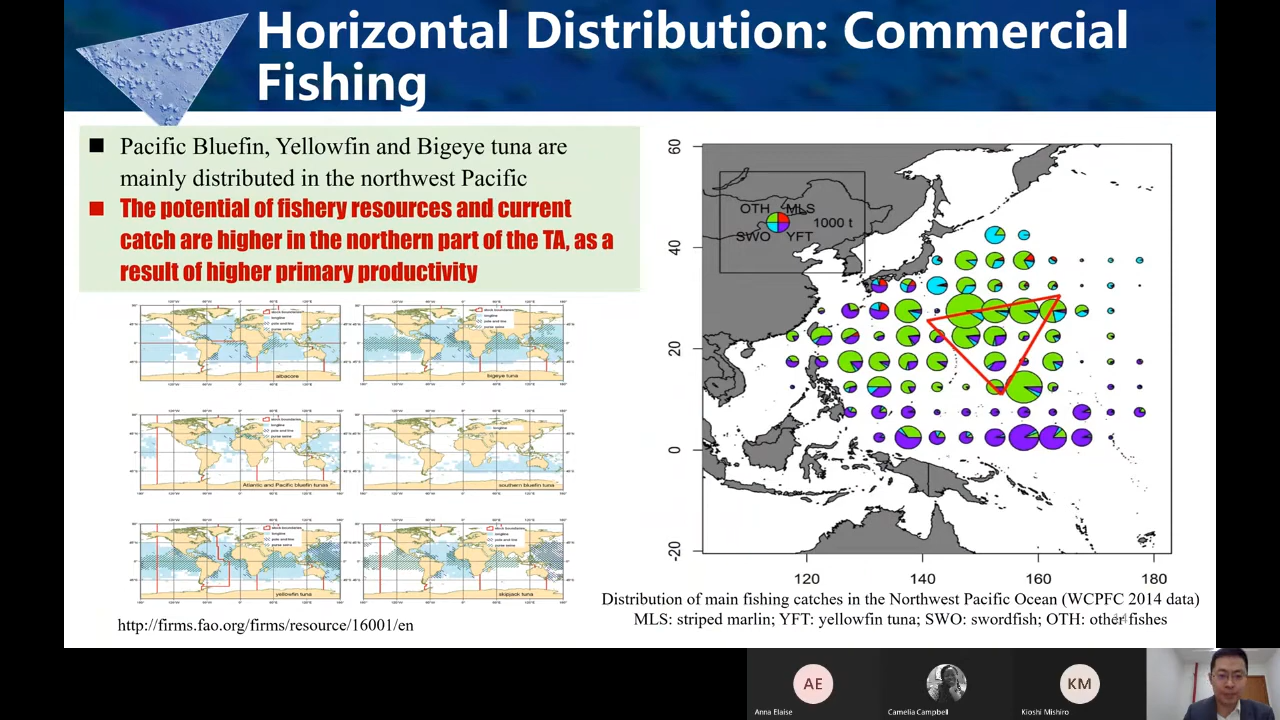 Horizontal Distribution: Commercial
Fishing
Pacific Bluefin, Yellowfin and Bigeye tuna are
mainly distributed in the northwest Pacific
The potential of fishery resources and current
catch are higher in the northern part of the TA, as a
result of higher primary productivity
albacore
bigeye tuna
Atlantic and Pacific bluefin tunas
southern bluefin tuna
yellowfin tuna
skipjack tuna
http://firms.fao.org/firms/resource/16001/en
60
40
20
0
-20
OTH MLS
1000 t
SWO YFT
120 140 160 180
Distribution of main fishing catches in the Northwest Pacific Ocean (WCPFC 2014 data)
MLS: striped marlin; YFT: yellowfin tuna; SWO: swordfish; OTH: other fishes
14
AE
KM
Anna Elaise
Camelia Campbell
Kioshi Mishiro